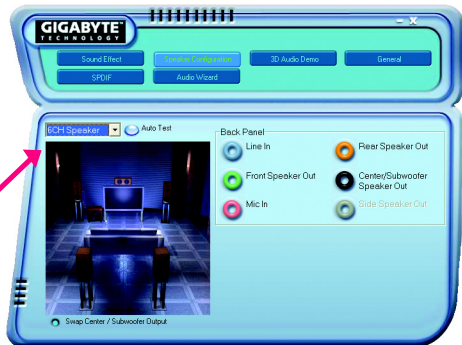 GIGABYTE™
TECHNOLOGY
Sound Effect
Speaker Configuration
3D Audio Demo
General
SPDIF
Audio Wizard
6CH Speaker
Auto Test
Back Panel
Line In
Rear Speaker Out
Front Speaker Out
Center/Subwoofer
Speaker Out
Mic In
Side Speaker Out
Swap Center / Subwoofer Output